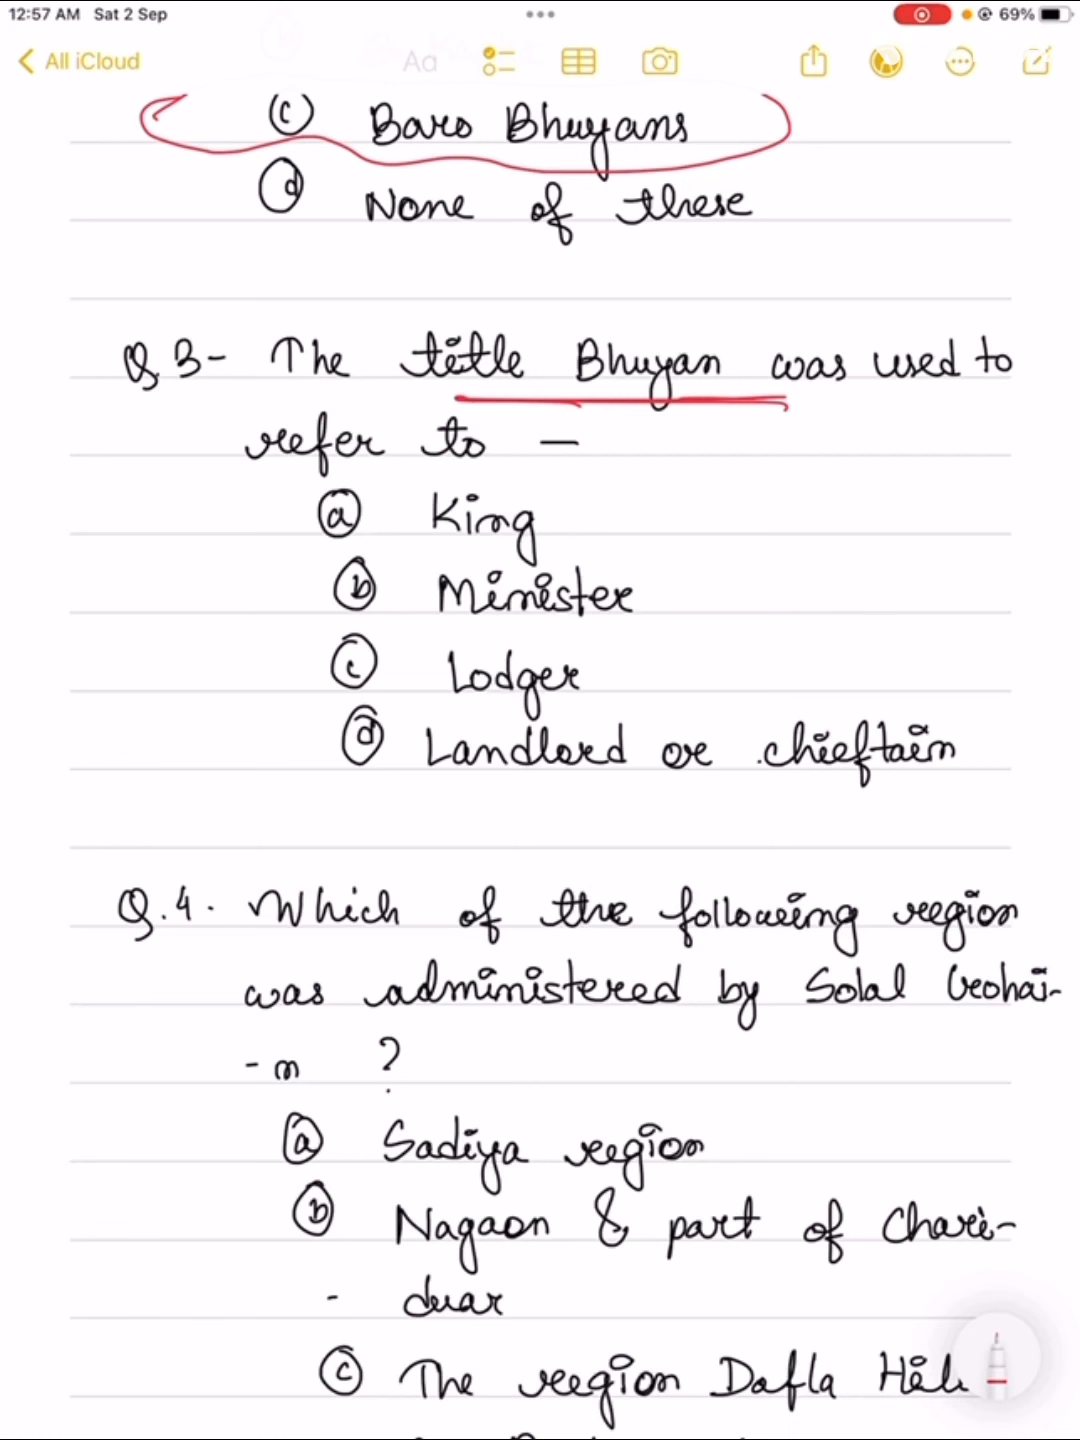 12:57 AM Sat 2 Sep
69%
All iCloud
Aa
(c) Baro Bhuyans
(d) None of these
Q.3- The title Bhuyan was used to
refer to —
(a) King
(b) Minister
(c) Lodger
(d) Landlord or chieftain
Q.4. Which of the following region
was administered by Solal Gohai-
- n ?
(a) Sadiya region
(b) Nagaon & part of Chari-
- duar
(c) The region Dafla